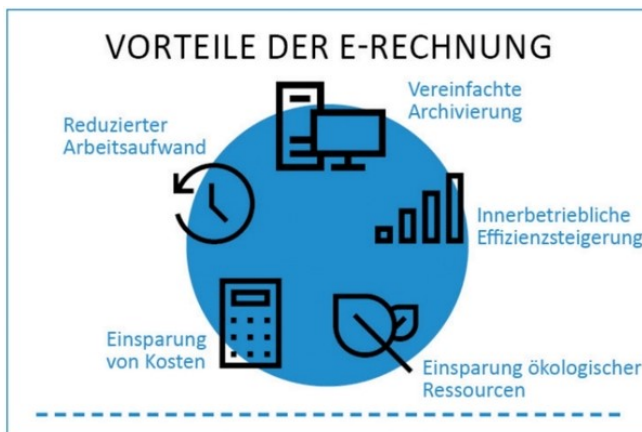 VORTEILE DER E-RECHNUNG
Vereinfachte
Archivierung
Reduzierter
Arbeitsaufwand
Innerbetriebliche
Effizienzsteigerung
Einsparung
von Kosten
Einsparung ökologischer
Ressourcen